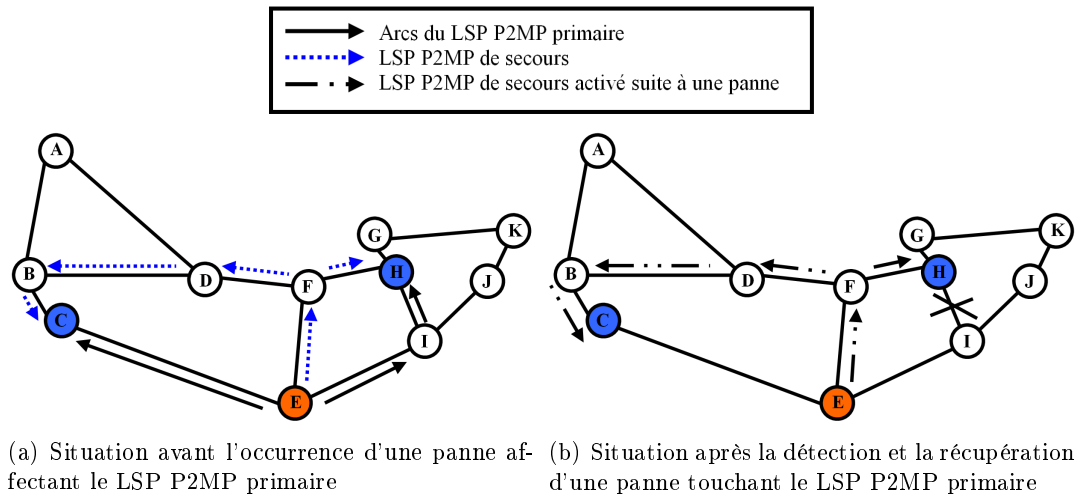 Arcs du LSP P2MP primaire
LSP P2MP de secours
LSP P2MP de secours activé suite à une panne
A
B
C
D
E
F
G
H
I
J
K
A
B
C
D
E
F
G
H
I
J
K
(a) Situation avant l'occurrence d'une panne af-
fectant le LSP P2MP primaire
(b) Situation après la détection et la récupération
d'une panne touchant le LSP P2MP primaire